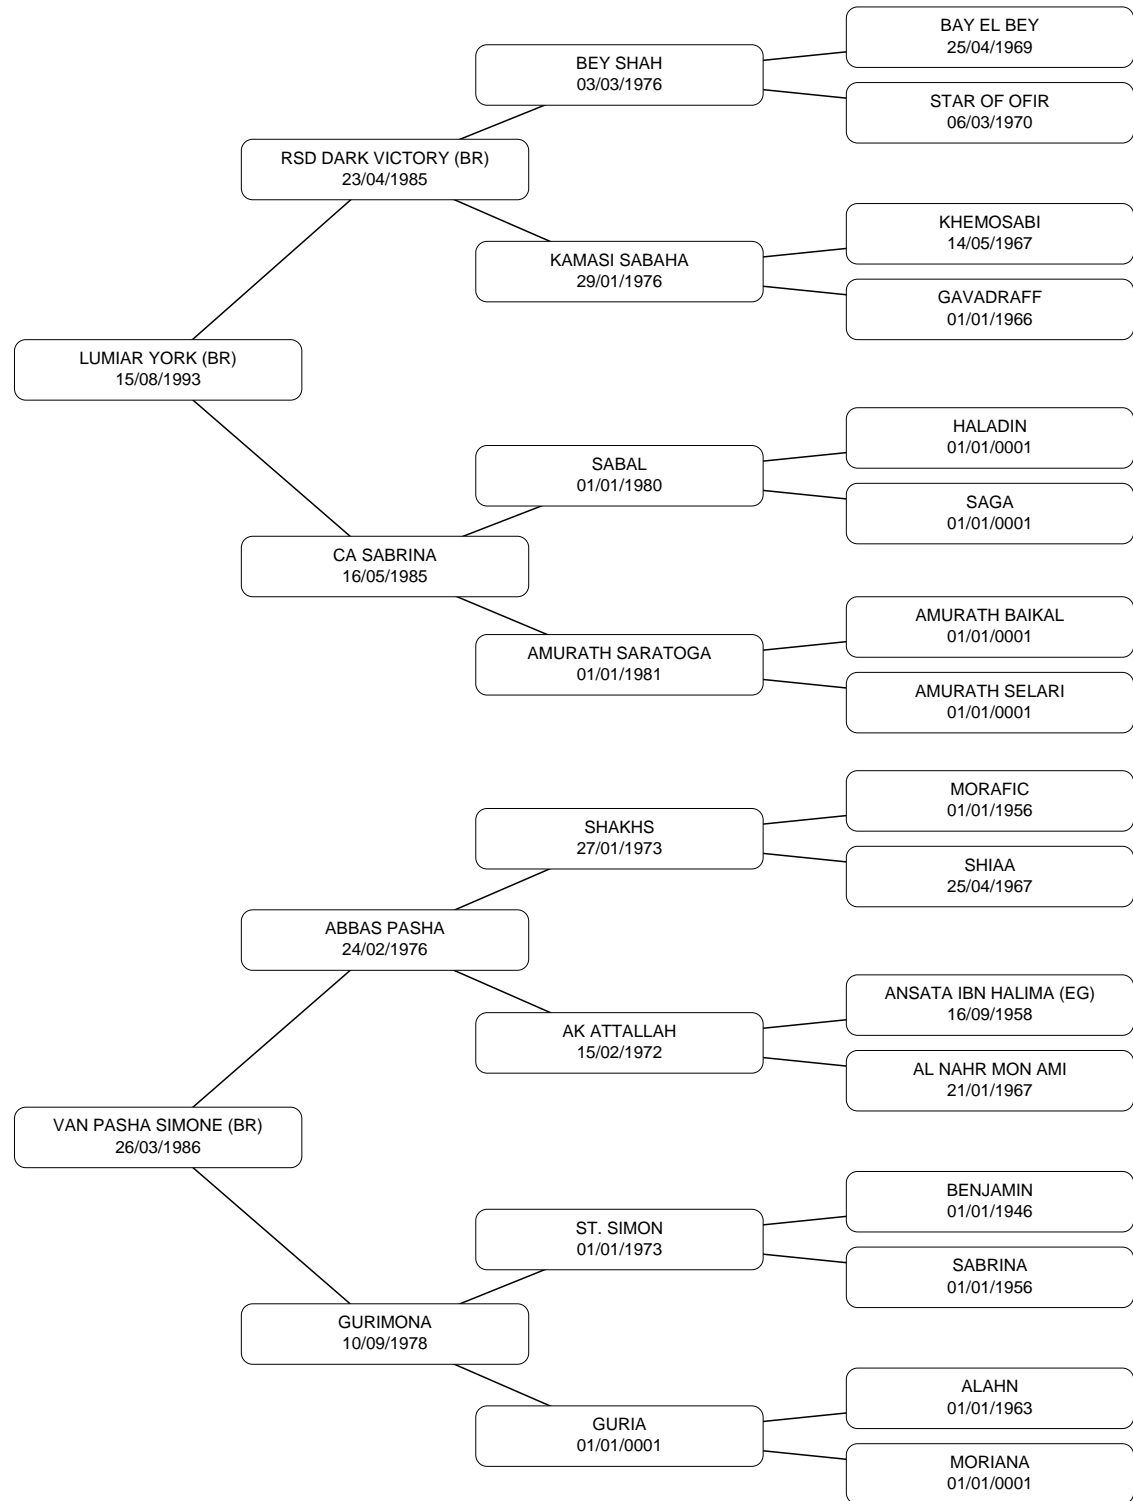 BAY EL BEY
25/04/1969
BEY SHAH
03/03/1976
STAR OF OFIR
06/03/1970
RSD DARK VICTORY (BR)
23/04/1985
KHEMOSABI
14/05/1967
KAMASI SABAHA
29/01/1976
GAVADRAFF
01/01/1966
LUMIAR YORK (BR)
15/08/1993
HALADIN
01/01/0001
SABAL
01/01/1980
SAGA
01/01/0001
CA SABRINA
16/05/1985
AMURATH BAIKAL
01/01/0001
AMURATH SARATOGA
01/01/1981
AMURATH SELARI
01/01/0001
MORAFIC
01/01/1956
SHAKHS
27/01/1973
SHIAA
25/04/1967
ABBAS PASHA
24/02/1976
ANSATA IBN HALIMA (EG)
16/09/1958
AK ATTALLAH
15/02/1972
AL NAHR MON AMI
21/01/1967
VAN PASHA SIMONE (BR)
26/03/1986
BENJAMIN
01/01/1946
ST. SIMON
01/01/1973
SABRINA
01/01/1956
GURIMONA
10/09/1978
ALAHN
01/01/1963
GURIA
01/01/0001
MORIANA
01/01/0001